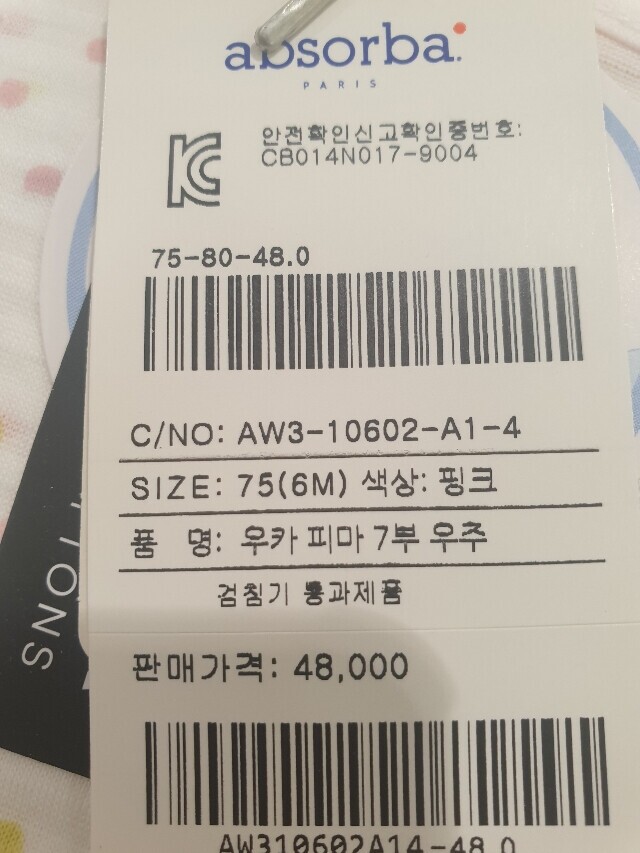 absorba.
PARIS
KC
안전확인신고확인증번호:
CB014N017-9004
75-80-48.0
C/NO: AW3-10602-A1-4
SIZE: 75(6M) 색상: 핑크
품 명: 우카 피마 7부 우주
검침기 통과제품
판매가격: 48,000
AW310602A14-48.0